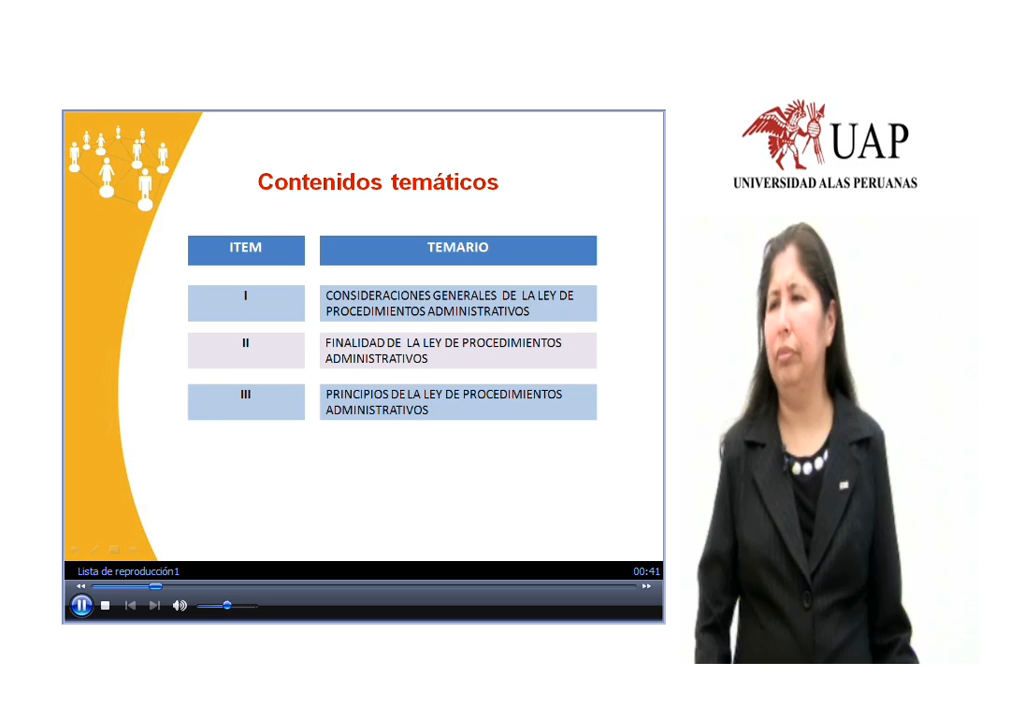 UAP
UNIVERSIDAD ALAS PERUANAS
Contenidos temáticos
ITEM
TEMARIO
I
CONSIDERACIONES GENERALES DE LA LEY DE
PROCEDIMIENTOS ADMINISTRATIVOS
II
FINALIDAD DE LA LEY DE PROCEDIMIENTOS
ADMINISTRATIVOS
III
PRINCIPIOS DE LA LEY DE PROCEDIMIENTOS
ADMINISTRATIVOS
Lista de reproducción1
00:41